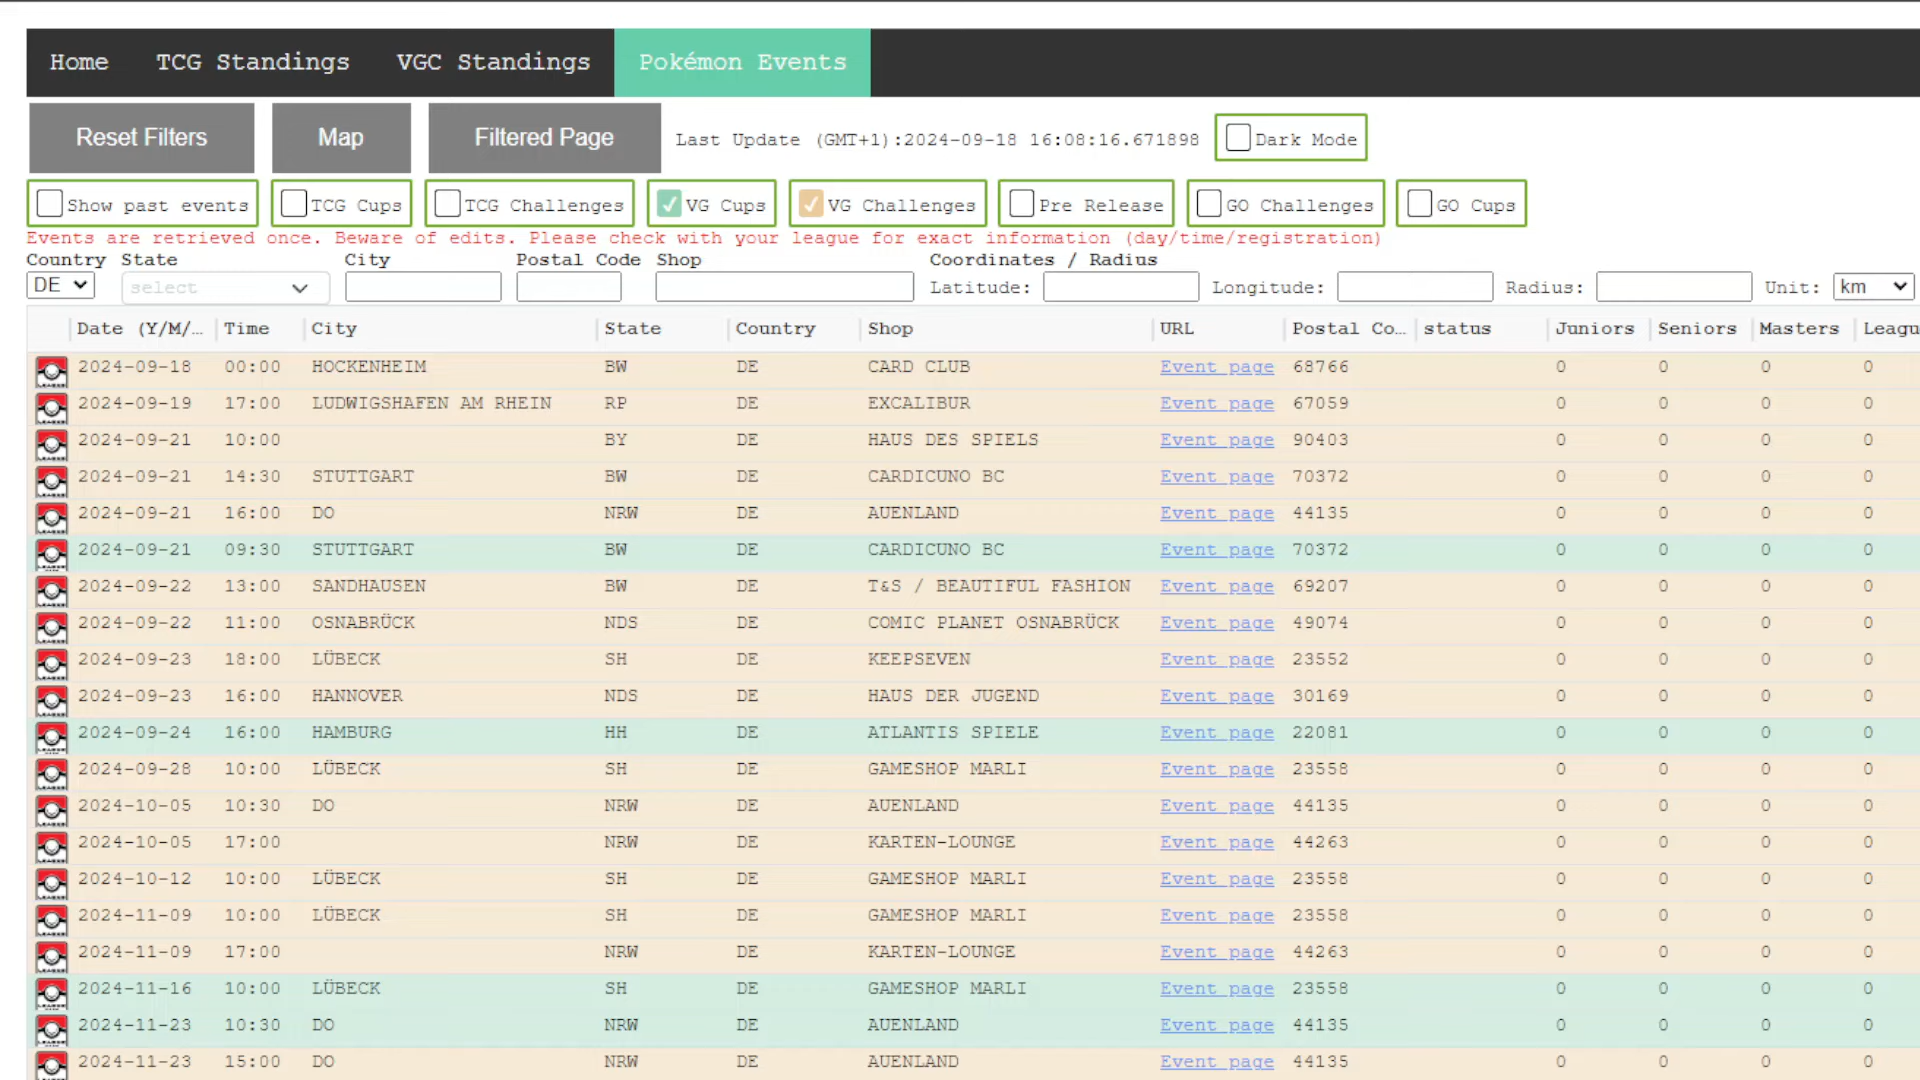 Home TCG Standings VGC Standings Pokémon Events
Reset Filters Map Filtered Page Last Update (GMT+1):2024-09-18 16:08:16.671898 Dark Mode
Show past events TCG Cups TCG Challenges VG Cups VG Challenges Pre Release GO Challenges GO Cups
Events are retrieved once. Beware of edits. Please check with your league for exact information (day/time/registration)
Country State City Postal Code Shop Coordinates / Radius
DE select Latitude: Longitude: Radius: Unit: km
Date (Y/M/... Time City State Country Shop URL Postal Co... status Juniors Seniors Masters Leagu
2024-09-18 00:00 HOCKENHEIM BW DE CARD CLUB Event page 68766 0 0 0 0
2024-09-19 17:00 LUDWIGSHAFEN AM RHEIN RP DE EXCALIBUR Event page 67059 0 0 0 0
2024-09-21 10:00 BY DE HAUS DES SPIELS Event page 90403 0 0 0 0
2024-09-21 14:30 STUTTGART BW DE CARDICUNO BC Event page 70372 0 0 0 0
2024-09-21 16:00 DO NRW DE AUENLAND Event page 44135 0 0 0 0
2024-09-21 09:30 STUTTGART BW DE CARDICUNO BC Event page 70372 0 0 0 0
2024-09-22 13:00 SANDHAUSEN BW DE T&S / BEAUTIFUL FASHION Event page 69207 0 0 0 0
2024-09-22 11:00 OSNABRÜCK NDS DE COMIC PLANET OSNABRÜCK Event page 49074 0 0 0 0
2024-09-23 18:00 LÜBECK SH DE KEEPSEVEN Event page 23552 0 0 0 0
2024-09-23 16:00 HANNOVER NDS DE HAUS DER JUGEND Event page 30169 0 0 0 0
2024-09-24 16:00 HAMBURG HH DE ATLANTIS SPIELE Event page 22081 0 0 0 0
2024-09-28 10:00 LÜBECK SH DE GAMESHOP MARLI Event page 23558 0 0 0 0
2024-10-05 10:30 DO NRW DE AUENLAND Event page 44135 0 0 0 0
2024-10-05 17:00 NRW DE KARTEN-LOUNGE Event page 44263 0 0 0 0
2024-10-12 10:00 LÜBECK SH DE GAMESHOP MARLI Event page 23558 0 0 0 0
2024-11-09 10:00 LÜBECK SH DE GAMESHOP MARLI Event page 23558 0 0 0 0
2024-11-09 17:00 NRW DE KARTEN-LOUNGE Event page 44263 0 0 0 0
2024-11-16 10:00 LÜBECK SH DE GAMESHOP MARLI Event page 23558 0 0 0 0
2024-11-23 10:30 DO NRW DE AUENLAND Event page 44135 0 0 0 0
2024-11-23 15:00 DO NRW DE AUENLAND Event page 44135 0 0 0 0